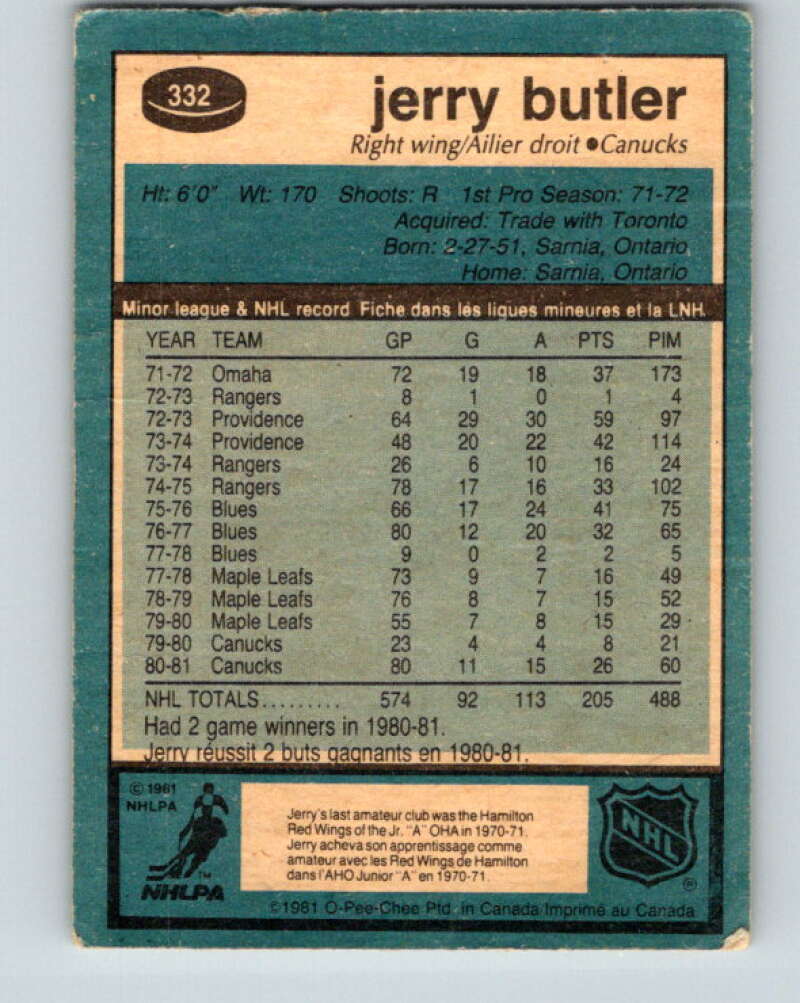 332
jerry butler
Right wing/Ailier droit ●Canucks
Ht: 6'0" Wt: 170 Shoots: R 1st Pro Season: 71-72
Acquired: Trade with Toronto
Born: 2-27-51, Sarnia, Ontario
Home: Sarnia, Ontario
Minor league & NHL record Fiche dans les ligues mineures et la LNH.
YEAR TEAM GP G A PTS PIM
71-72 Omaha 72 19 18 37 173
72-73 Rangers 8 1 0 1 4
72-73 Providence 64 29 30 59 97
73-74 Providence 48 20 22 42 114
73-74 Rangers 26 6 10 16 24
74-75 Rangers 78 17 16 33 102
75-76 Blues 66 17 24 41 75
76-77 Blues 80 12 20 32 65
77-78 Blues 9 0 2 2 5
77-78 Maple Leafs 73 9 7 16 49
78-79 Maple Leafs 76 8 7 15 52
79-80 Maple Leafs 55 7 8 15 29
79-80 Canucks 23 4 4 8 21
80-81 Canucks 80 11 15 26 60
NHL TOTALS......... 574 92 113 205 488
Had 2 game winners in 1980-81.
Jerry réussit 2 buts gagnants en 1980-81.
© 1981
NHLPA
TM
NHLPA
Jerry's last amateur club was the Hamilton
Red Wings of the Jr. "A" OHA in 1970-71.
Jerry acheva son apprentissage comme
amateur avec les Red Wings de Hamilton
dans l'AHO Junior "A" en 1970-71.
NHL
®
©1981 O-Pee-Chee Ptd. in Canada/Imprimé au Canada